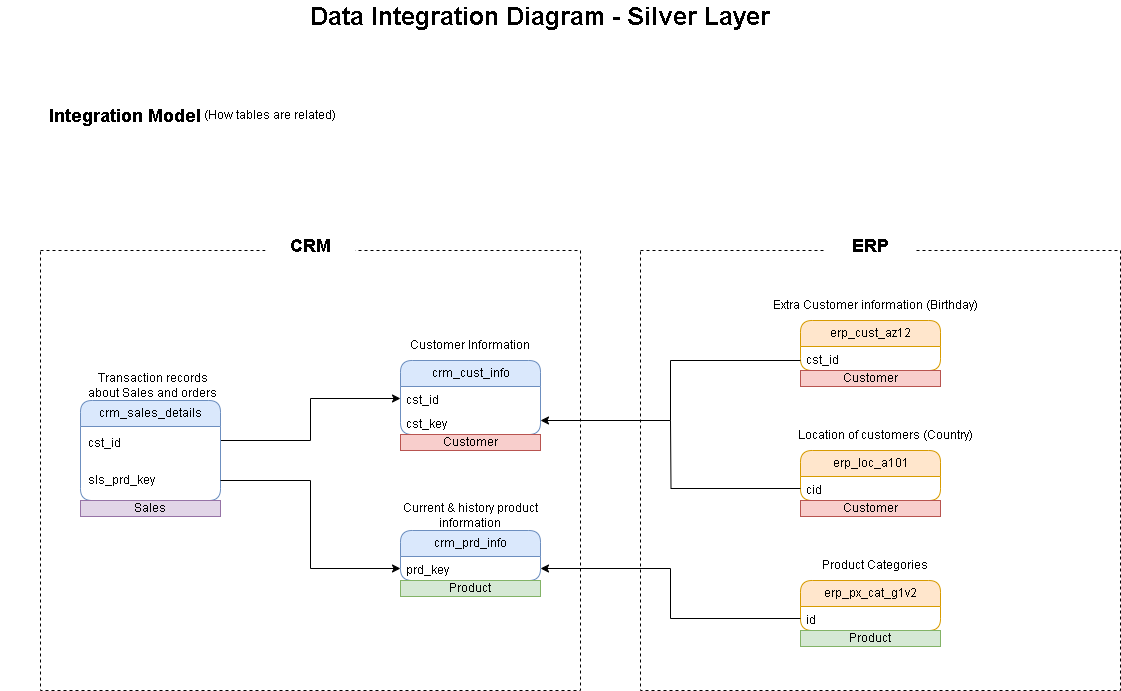 Data Integration Diagram - Silver Layer
Integration Model (How tables are related)
CRM
Transaction records
about Sales and orders
crm_sales_details
cst_id
sls_prd_key
Sales
Customer Information
crm_cust_info
cst_id
cst_key
Customer
Current & history product
information
crm_prd_info
prd_key
Product
ERP
Extra Customer information (Birthday)
erp_cust_az12
cst_id
Customer
Location of customers (Country)
erp_loc_a101
cid
Customer
Product Categories
erp_px_cat_g1v2
id
Product